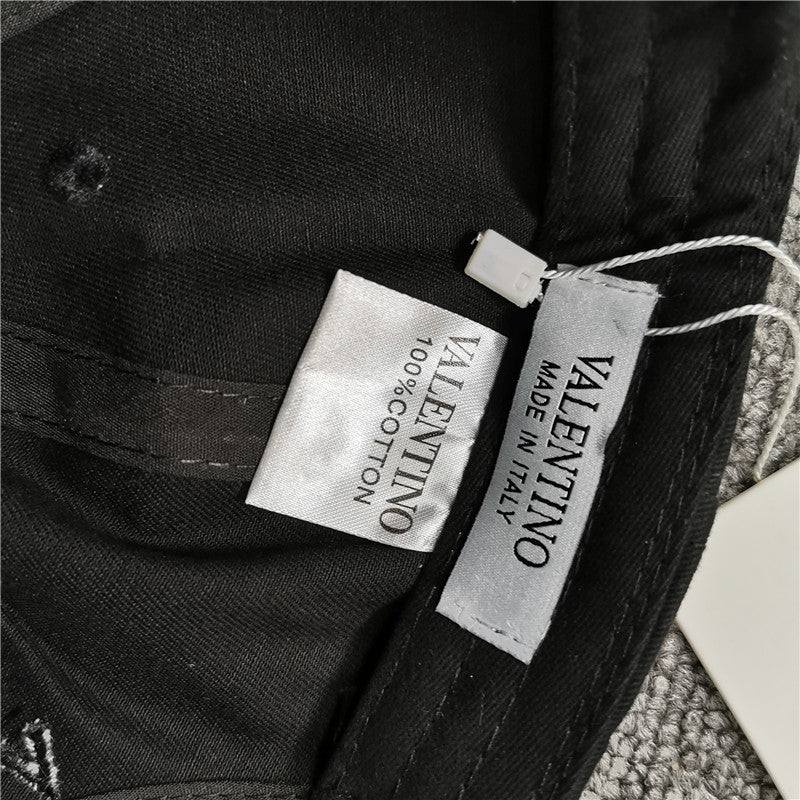 VALENTINO
100%COTTON
VALENTINO
MADE IN ITALY